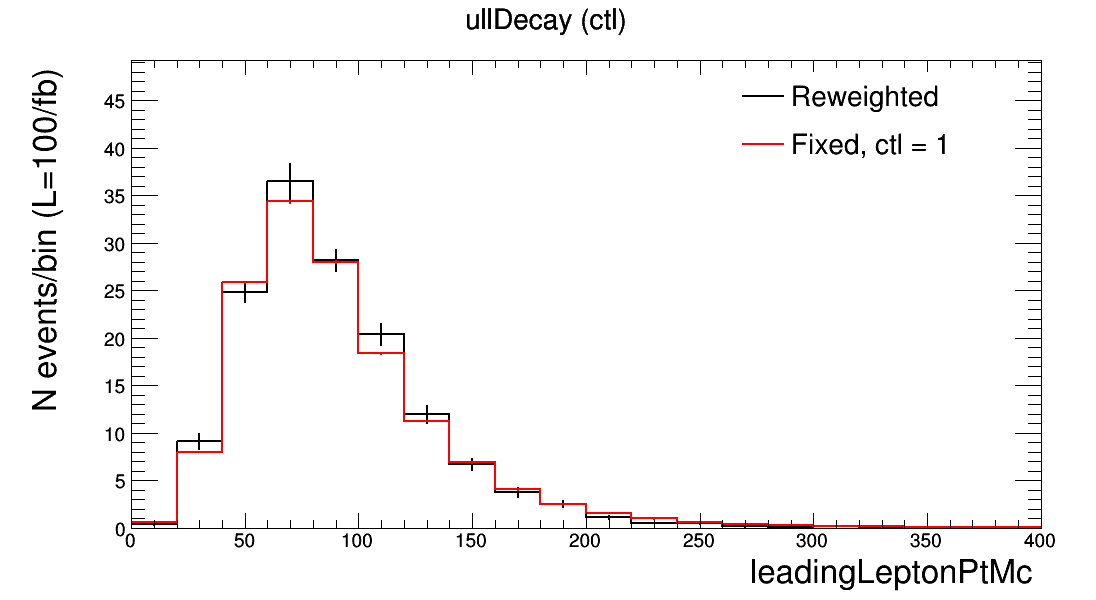 ullDecay (ctl)
N events/bin (L=100/fb)
Reweighted
Fixed, ctl = 1
45
40
35
30
25
20
15
10
5
0
0 50 100 150 200 250 300 350 400
leadingLeptonPtMc